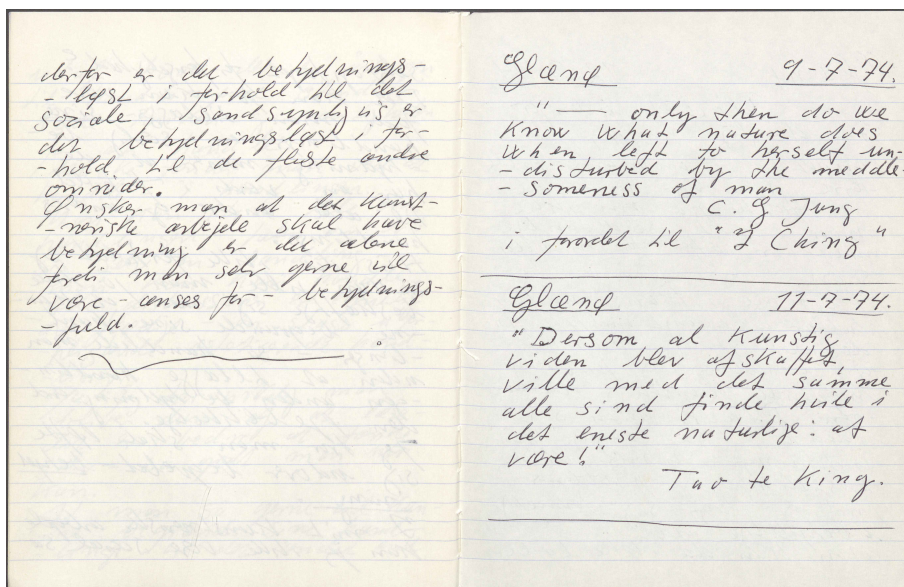 derfor er det betydnings-
-løst i forhold til det
sociale, sandsynligvis er
det betydningsløst i for-
-hold til de fleste andre
områder.
Ønsker man at det kunst-
-neriske arbejde skal have
betydning er det alene
fordi man selv gerne vil
være - anses for - betydnings-
-fuld.
Glænø 9-7-74.
"— only then do we
know what nature does
when left to herself un-
-disturbed by the meddle-
-someness of man
C. G Jung
i fordet til "I Ching"
Glænø 11-7-74.
"Dersom al kunstig
viden blev afskaffet,
ville med det samme
alle sind finde hvile i
det eneste naturlige: at
være!"
Tao te King.